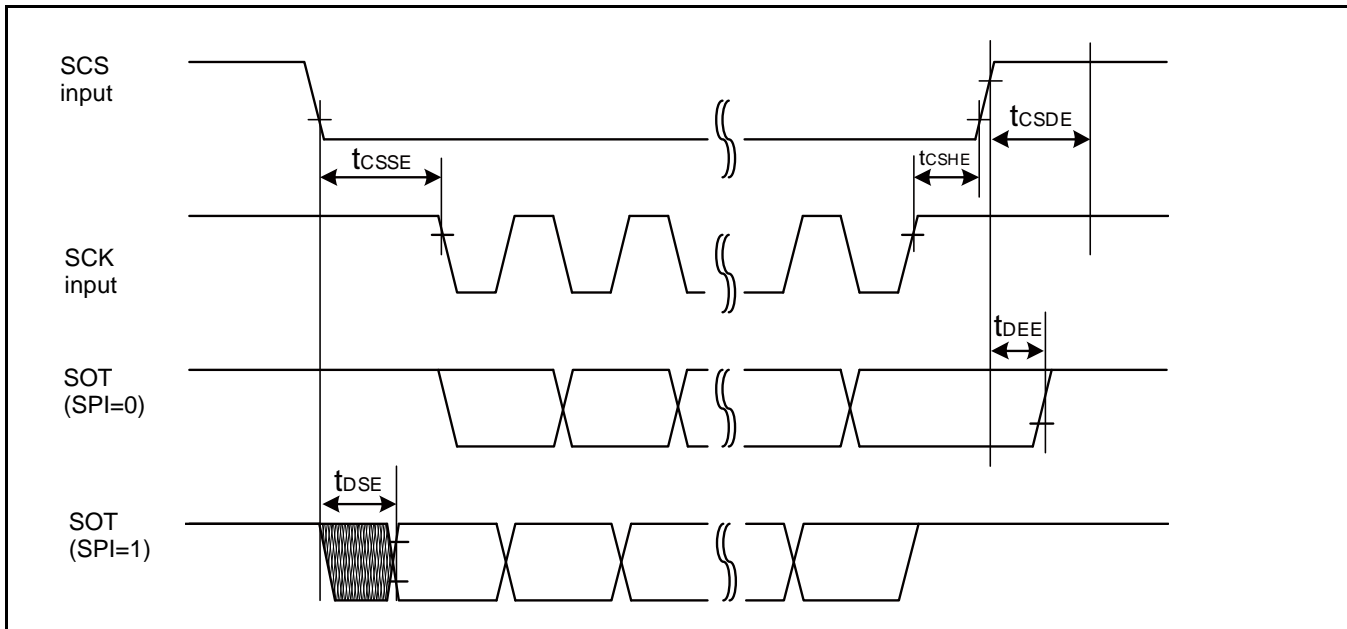 SCS
input
tCSDE
tCSSE
tCSHE
SCK
input
tDEE
SOT
(SPI=0)
tDSE
SOT
(SPI=1)